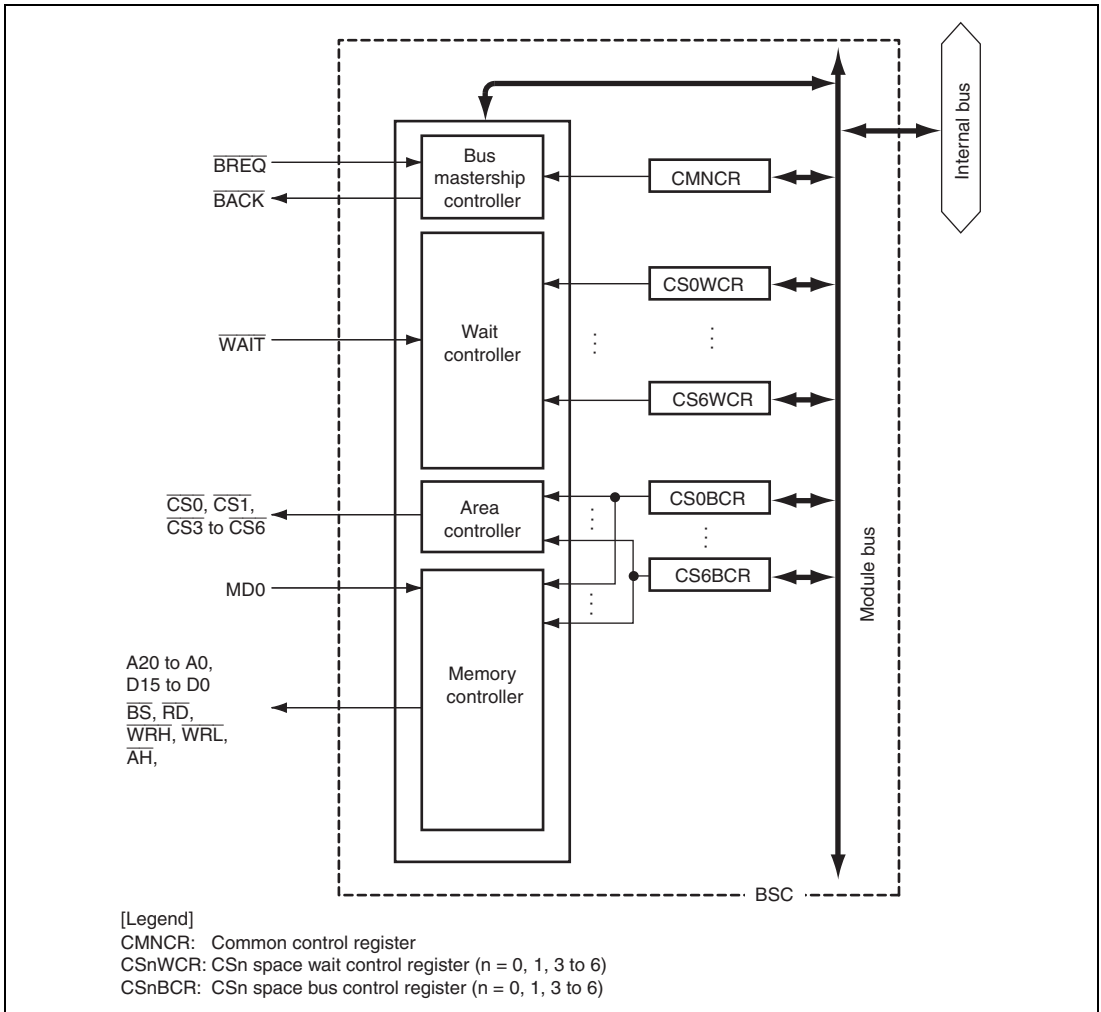 BREQ
BACK
WAIT
CS0, CS1,
CS3 to CS6
MD0
A20 to A0,
D15 to D0
BS, RD,
WRH, WRL,
AH,
Bus
mastership
controller
Wait
controller
Area
controller
Memory
controller
CMNCR
CS0WCR
CS6WCR
CS0BCR
CS6BCR
Module bus
Internal bus
BSC
[Legend]
CMNCR: Common control register
CSnWCR: CSn space wait control register (n = 0, 1, 3 to 6)
CSnBCR: CSn space bus control register (n = 0, 1, 3 to 6)